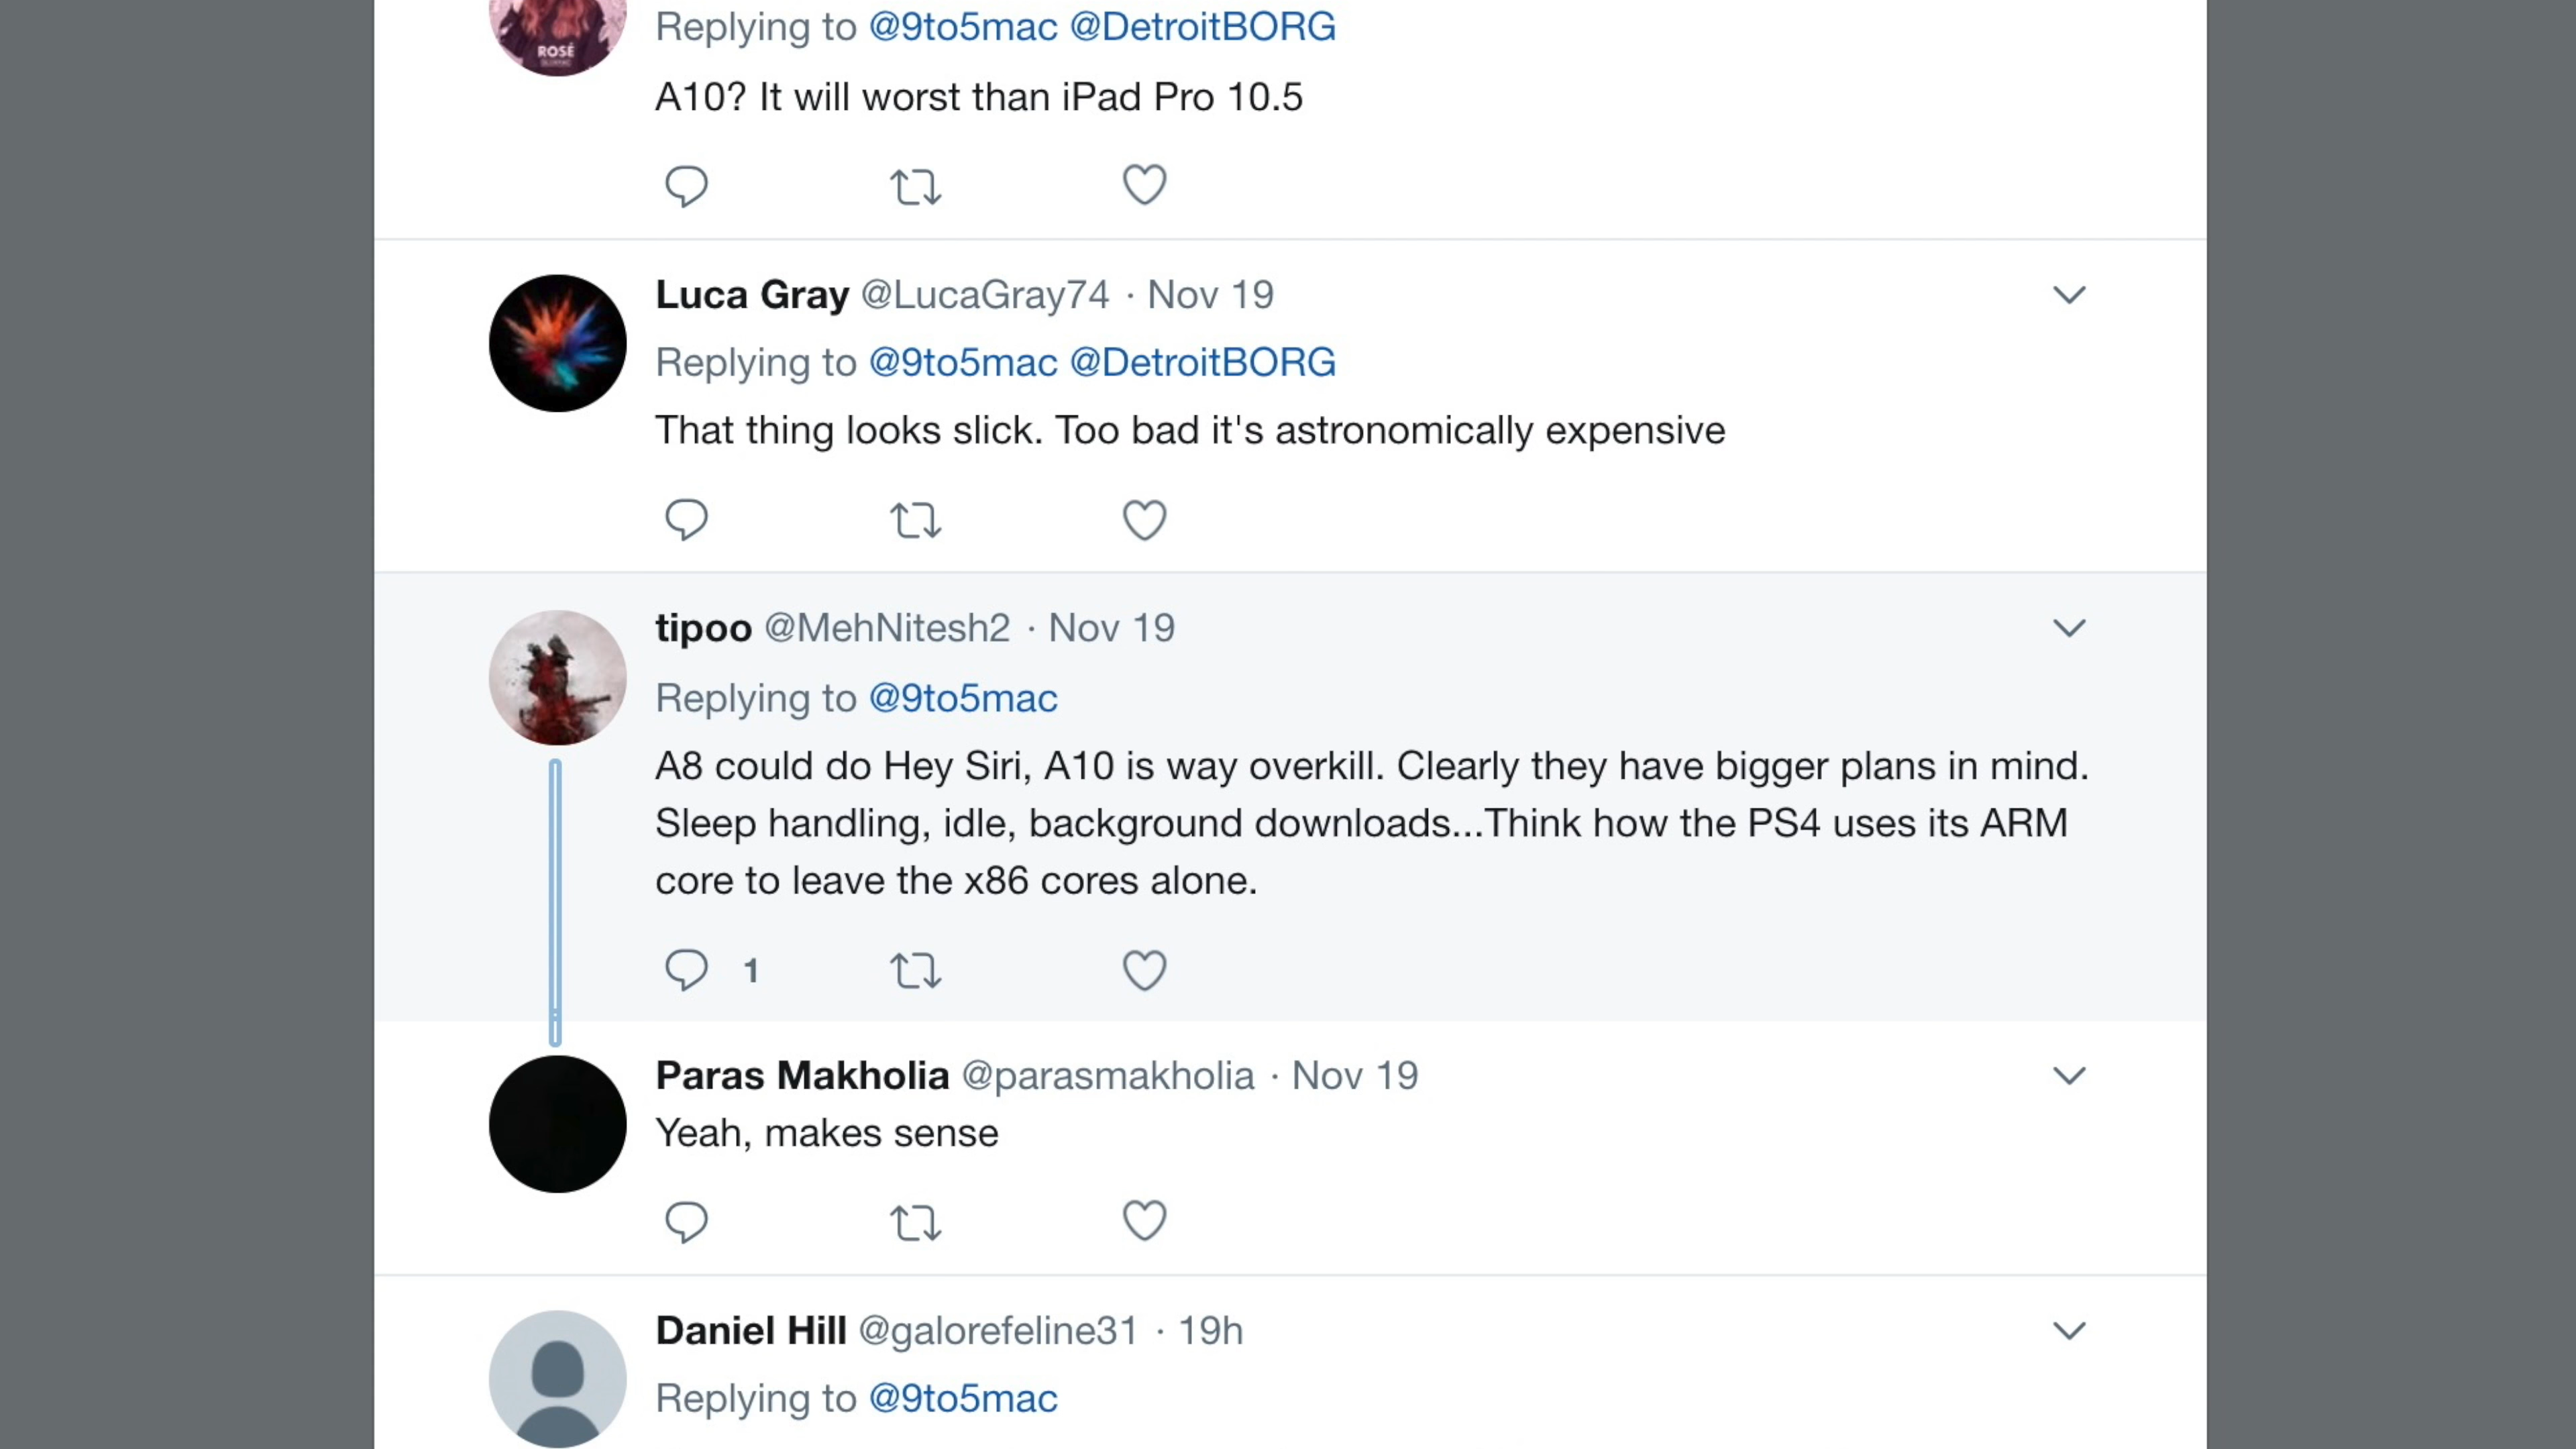 ROSÉ
Replying to @9to5mac @DetroitBORG
A10? It will worst than iPad Pro 10.5
Luca Gray @LucaGray74 · Nov 19
Replying to @9to5mac @DetroitBORG
That thing looks slick. Too bad it's astronomically expensive
tipoo @MehNitesh2 · Nov 19
Replying to @9to5mac
A8 could do Hey Siri, A10 is way overkill. Clearly they have bigger plans in mind.
Sleep handling, idle, background downloads...Think how the PS4 uses its ARM
core to leave the x86 cores alone.
1
Paras Makholia @parasmakholia · Nov 19
Yeah, makes sense
Daniel Hill @galorefeline31 · 19h
Replying to @9to5mac